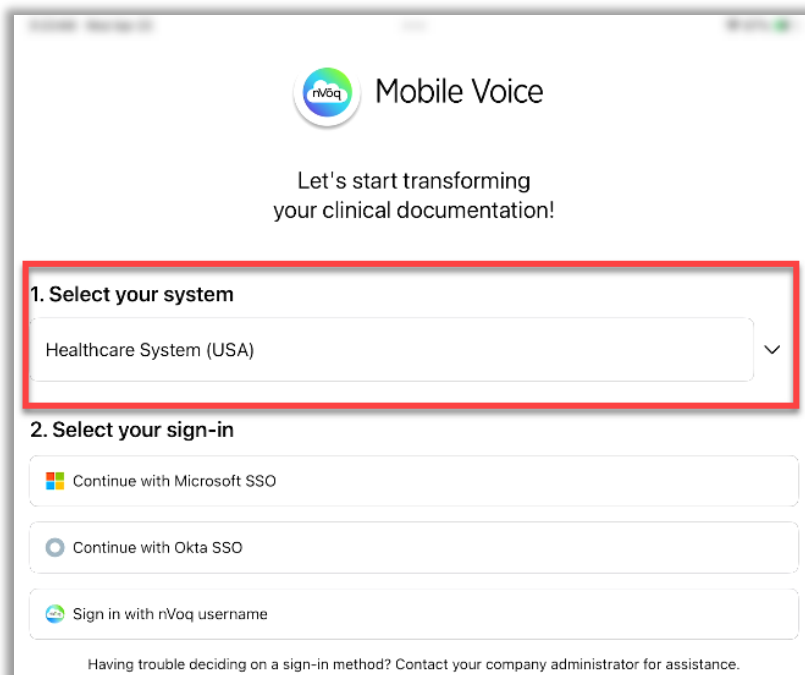 nVōq
Mobile Voice
Let's start transforming
your clinical documentation!
1. Select your system
Healthcare System (USA)
2. Select your sign-in
Continue with Microsoft SSO
Continue with Okta SSO
Sign in with nVoq username
Having trouble deciding on a sign-in method? Contact your company administrator for assistance.